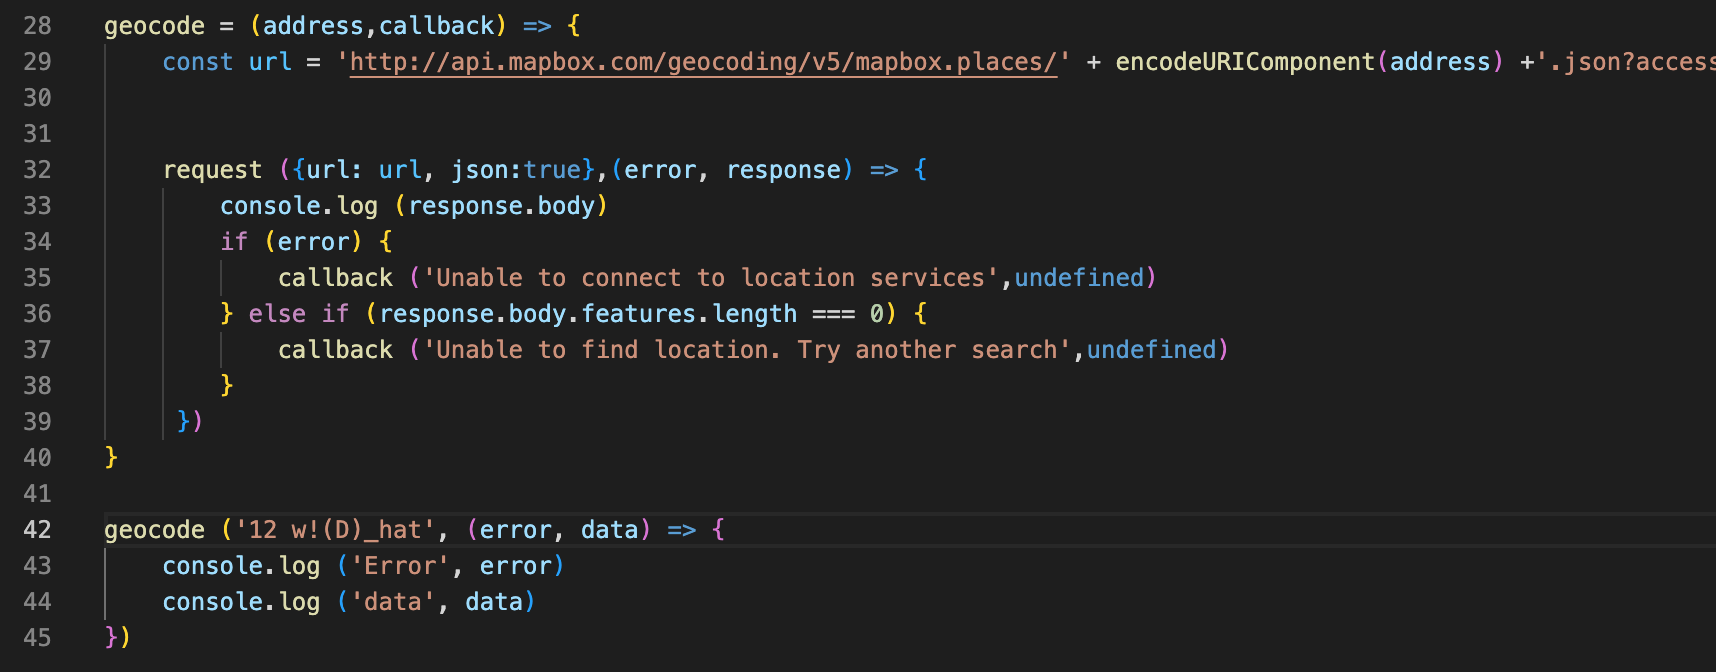 28 geocode = (address,callback) => {
29 const url = 'http://api.mapbox.com/geocoding/v5/mapbox.places/' + encodeURIComponent(address) +'.json?access
30
31
32 request ({url: url, json:true},(error, response) => {
33 console.log (response.body)
34 if (error) {
35 callback ('Unable to connect to location services',undefined)
36 } else if (response.body.features.length === 0) {
37 callback ('Unable to find location. Try another search',undefined)
38 }
39 })
40 }
41
42 geocode ('12 w!(D)_hat', (error, data) => {
43 console.log ('Error', error)
44 console.log ('data', data)
45 })